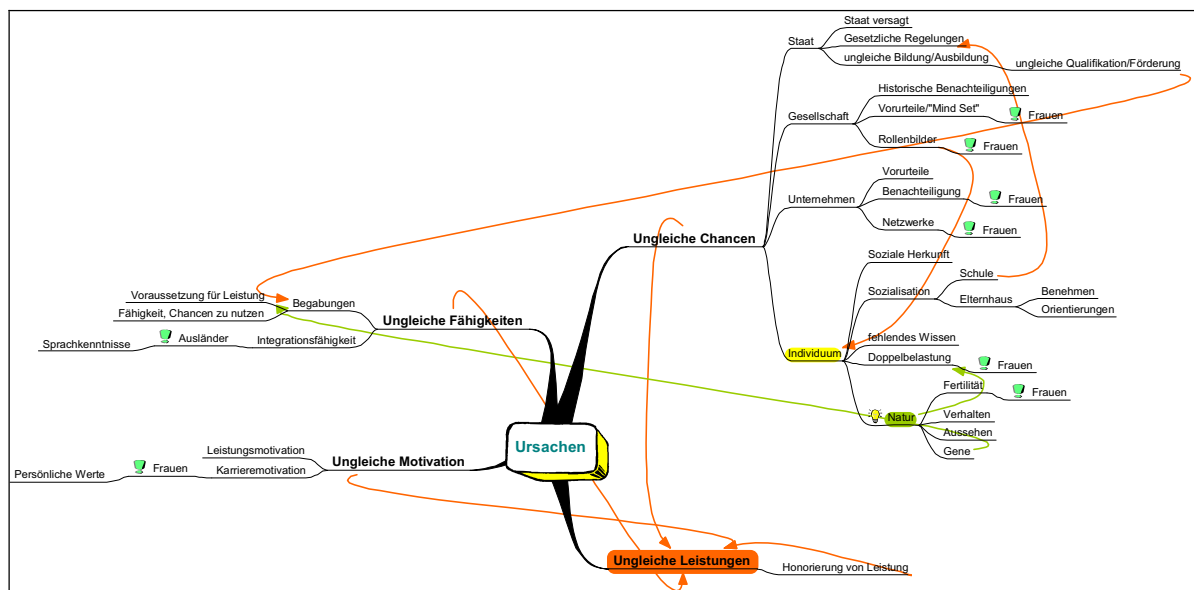 Ursachen
Ungleiche Chancen
Staat
Staat versagt
Gesetzliche Regelungen
ungleiche Bildung/Ausbildung
ungleiche Qualifikation/Förderung
Gesellschaft
Historische Benachteiligungen
Vorurteile/"Mind Set"
Frauen
Rollenbilder
Frauen
Unternehmen
Vorurteile
Benachteiligung
Frauen
Netzwerke
Frauen
Individuum
Soziale Herkunft
Sozialisation
Schule
Elternhaus
Benehmen
Orientierungen
fehlendes Wissen
Doppelbelastung
Frauen
Natur
Fertilität
Frauen
Verhalten
Aussehen
Gene
Ungleiche Leistungen
Honorierung von Leistung
Ungleiche Fähigkeiten
Begabungen
Voraussetzung für Leistung
Fähigkeit, Chancen zu nutzen
Integrationsfähigkeit
Ausländer
Sprachkenntnisse
Ungleiche Motivation
Leistungsmotivation
Karrieremotivation
Frauen
Persönliche Werte